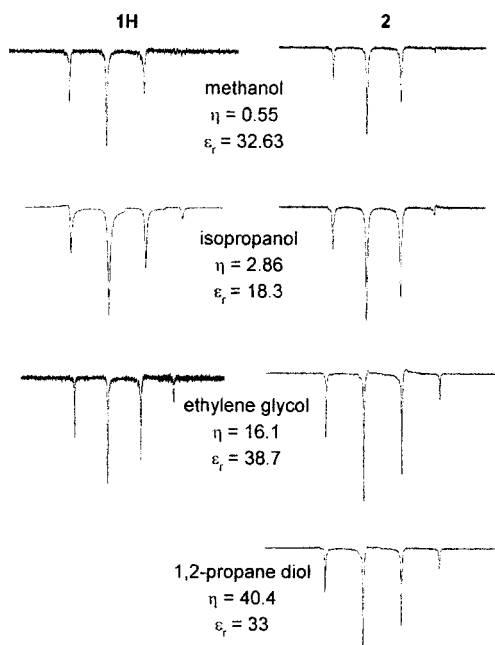 1H 2
methanol
η = 0.55
εr = 32.63
isopropanol
η = 2.86
εr = 18.3
ethylene glycol
η = 16.1
εr = 38.7
1,2-propane diol
η = 40.4
εr = 33